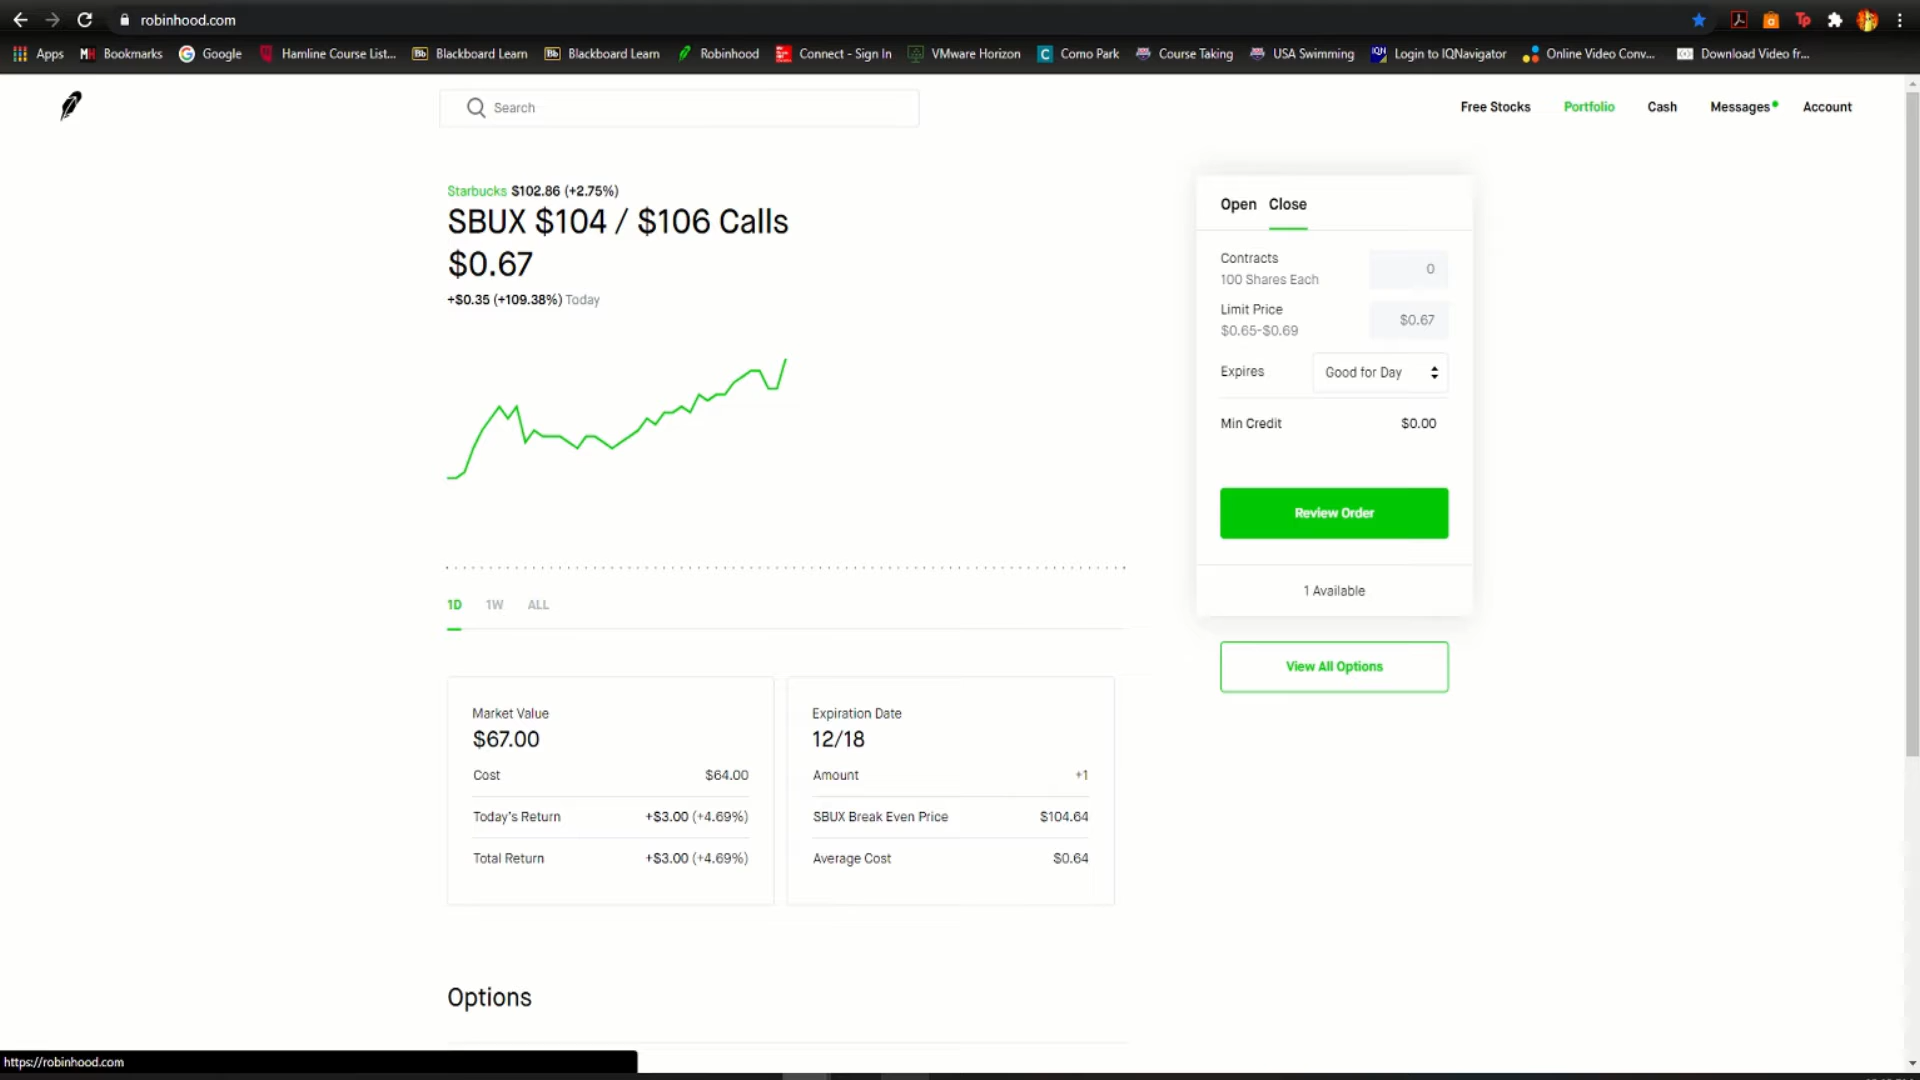 robinhood.com
Apps
Bookmarks
Google
Hamline Course List...
Blackboard Learn
Blackboard Learn
Robinhood
Connect - Sign In
VMware Horizon
Como Park
Course Taking
USA Swimming
Login to IQNavigator
Online Video Conv...
Download Video fr...
Search
Free Stocks
Portfolio
Cash
Messages
Account
Starbucks $102.86 (+2.75%)
SBUX $104 / $106 Calls
$0.67
+$0.35 (+109.38%) Today
1D
1W
ALL
Market Value
$67.00
Cost $64.00
Today's Return +$3.00 (+4.69%)
Total Return +$3.00 (+4.69%)
Expiration Date
12/18
Amount +1
SBUX Break Even Price $104.64
Average Cost $0.64
Options
Open Close
Contracts 0
100 Shares Each
Limit Price $0.67
$0.65-$0.69
Expires Good for Day
Min Credit $0.00
Review Order
1 Available
View All Options
https://robinhood.com